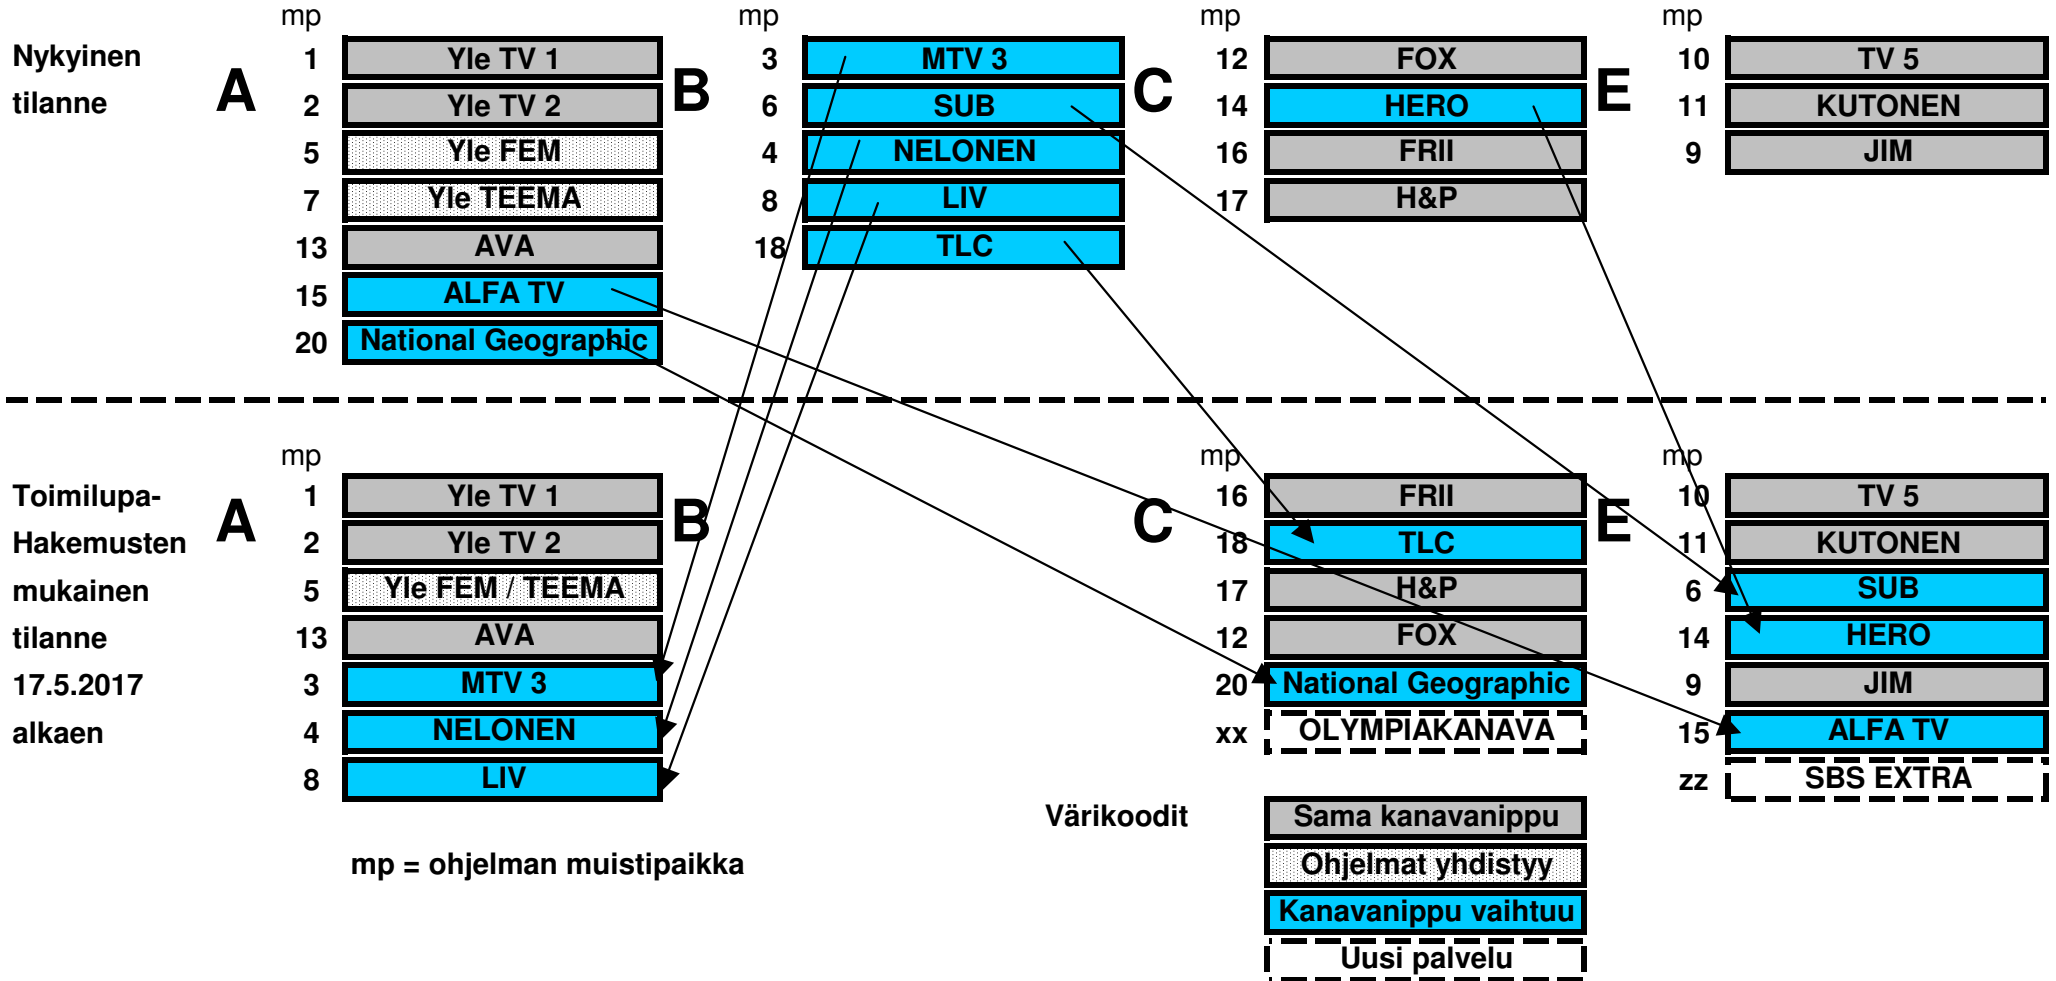 mp mp mp mp
Nykyinen 1 Yle TV 1 3 MTV 3 12 FOX 10 TV 5
tilanne A 2 Yle TV 2 B 6 SUB C 14 HERO E 11 KUTONEN
5 Yle FEM 4 NELONEN 16 FRII 9 JIM
7 Yle TEEMA 8 LIV 17 H&P
13 AVA 18 TLC
15 ALFA TV
20 National Geographic
mp mp mp
Toimilupa- 1 Yle TV 1 16 FRII 10 TV 5
Hakemusten A 2 Yle TV 2 B C 18 TLC E 11 KUTONEN
mukainen 5 Yle FEM / TEEMA 17 H&P 6 SUB
tilanne 13 AVA 12 FOX 14 HERO
17.5.2017 3 MTV 3 20 National Geographic 9 JIM
alkaen 4 NELONEN xx OLYMPIAKANAVA 15 ALFA TV
8 LIV zz SBS EXTRA
Värikoodit Sama kanavanippu
mp = ohjelman muistipaikka Ohjelmat yhdistyy
Kanavanippu vaihtuu
Uusi palvelu